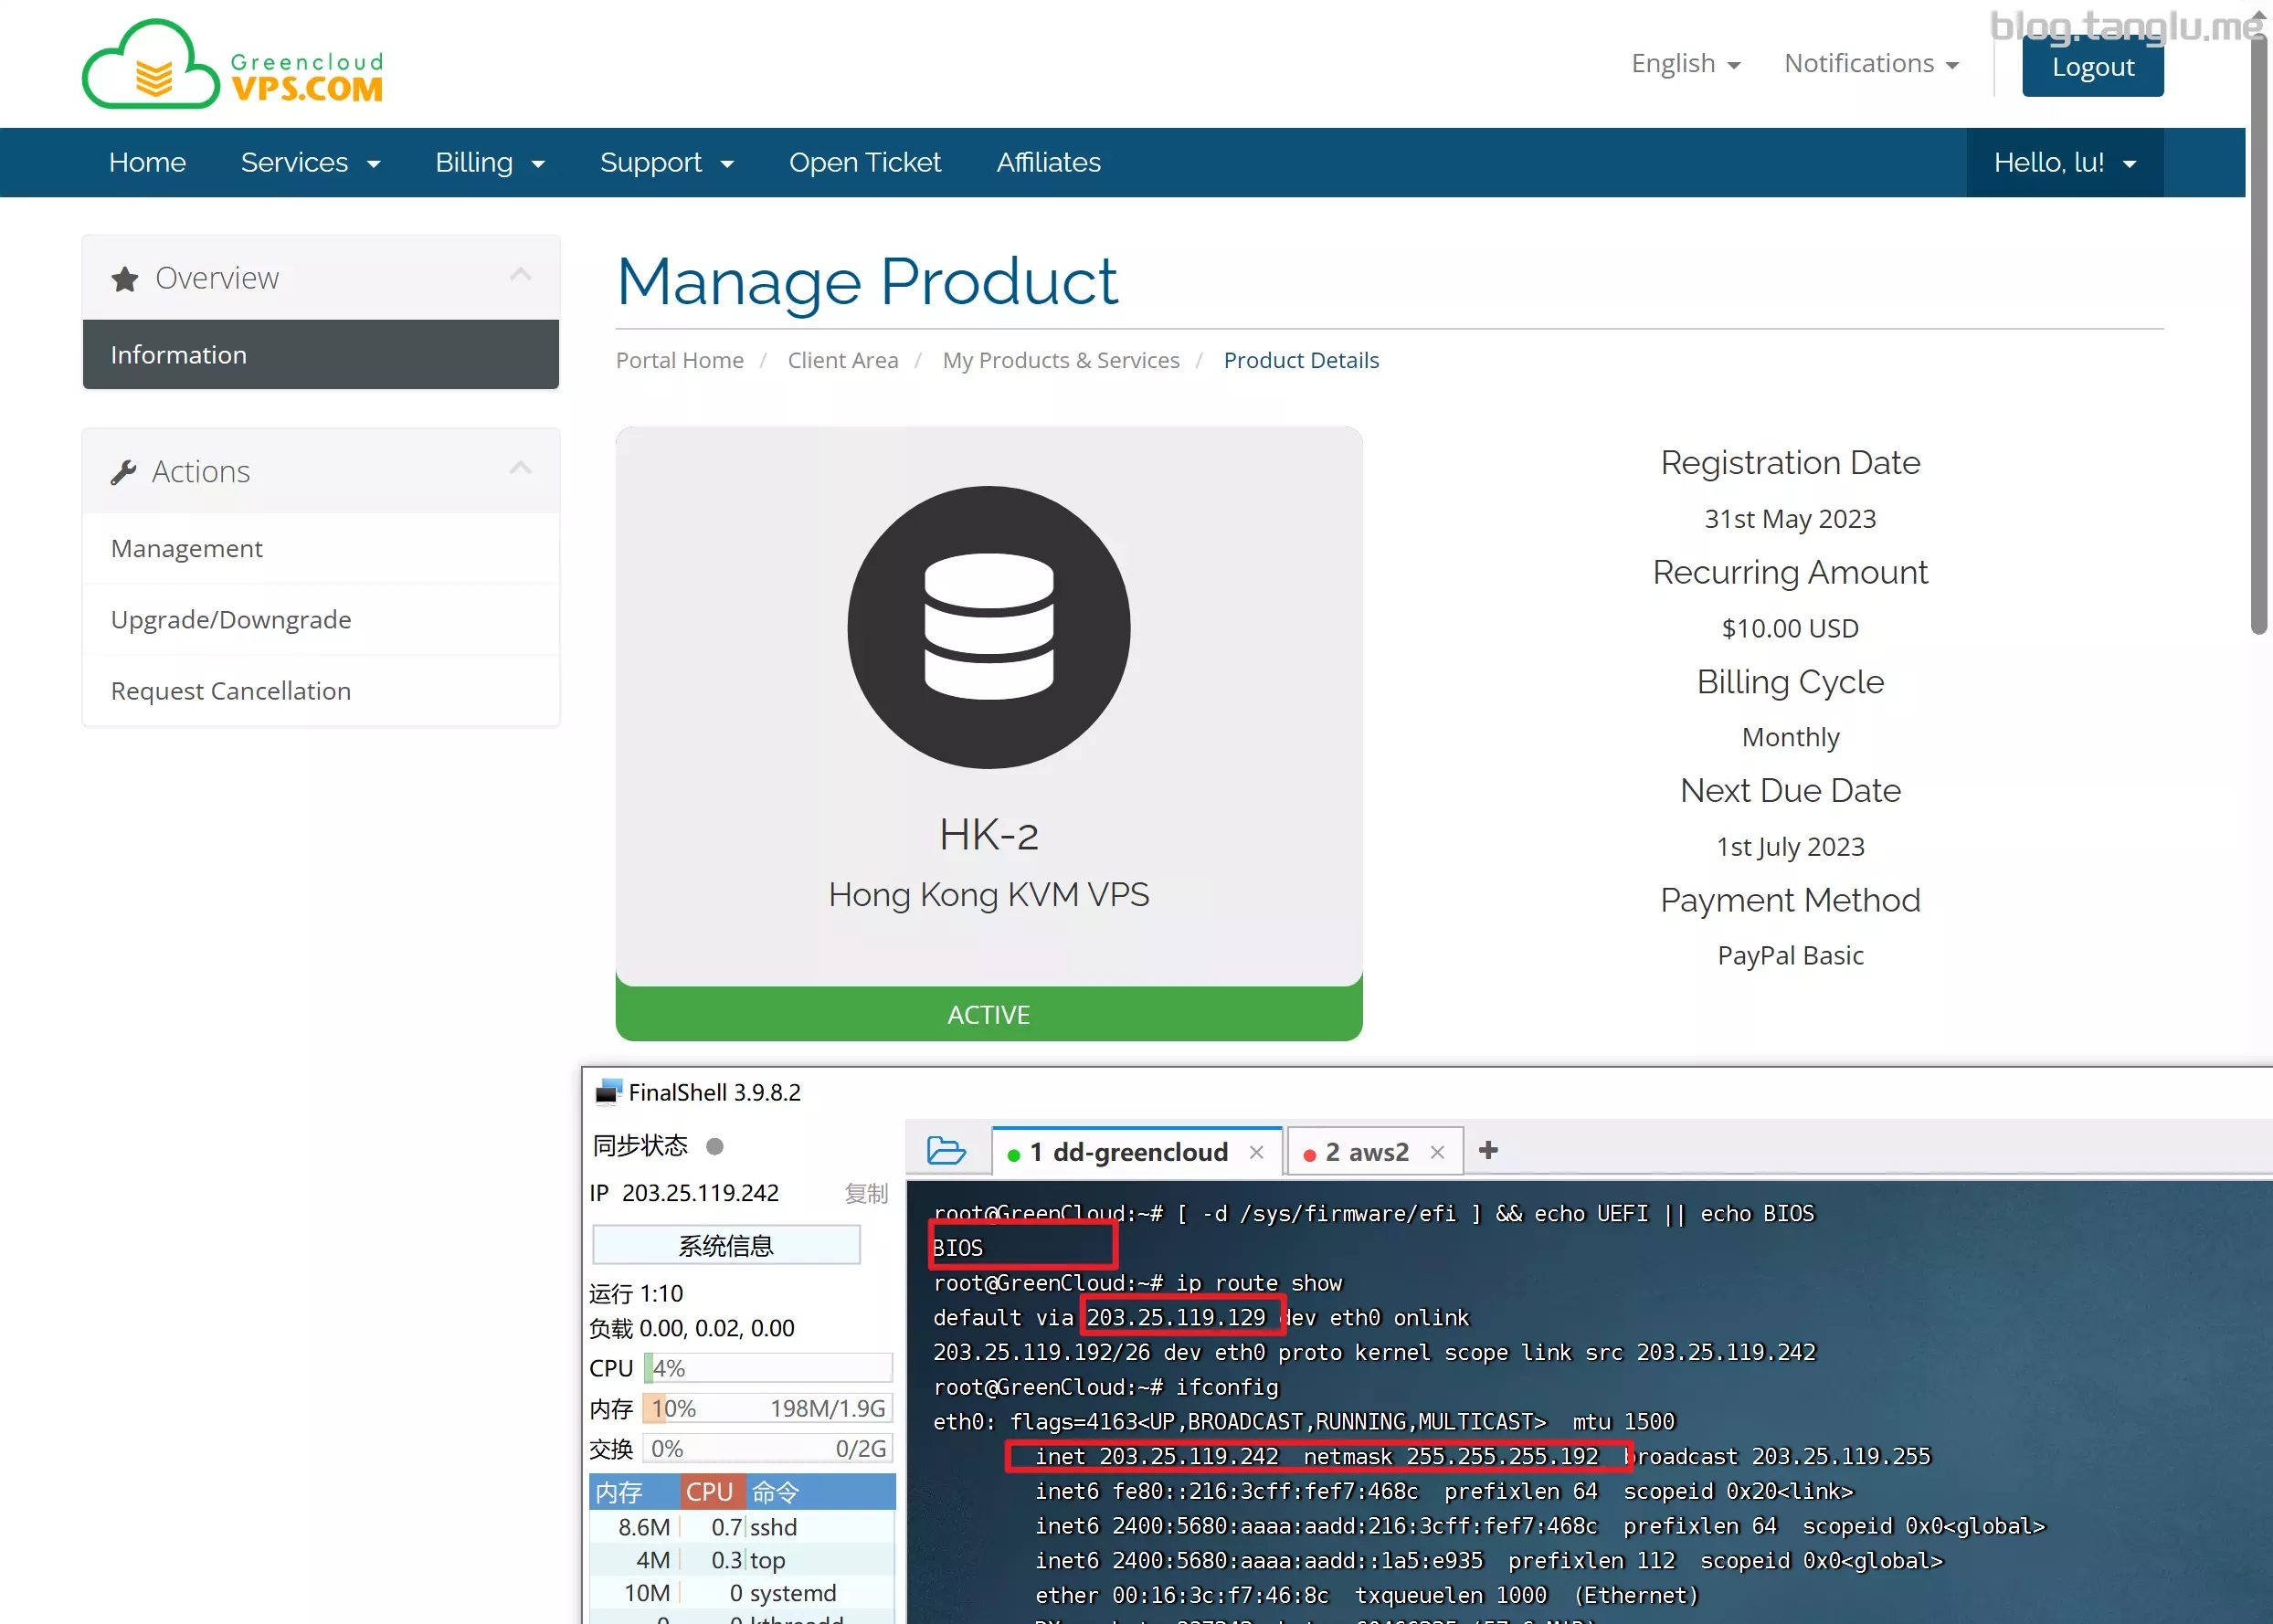 blog.tanglu.me
Greencloud
VPS.COM
English
Notifications
Logout
Home
Services
Billing
Support
Open Ticket
Affiliates
Hello, lu!
Overview
Information
Actions
Management
Upgrade/Downgrade
Request Cancellation
Manage Product
Portal Home / Client Area / My Products & Services / Product Details
HK-2
Hong Kong KVM VPS
ACTIVE
Registration Date
31st May 2023
Recurring Amount
$10.00 USD
Billing Cycle
Monthly
Next Due Date
1st July 2023
Payment Method
PayPal Basic
FinalShell 3.9.8.2
同步状态
IP 203.25.119.242 复制
系统信息
运行 1:10
负载 0.00, 0.02, 0.00
CPU 4%
内存 10% 198M/1.9G
交换 0% 0/2G
内存 CPU 命令
8.6M 0.7 sshd
4M 0.3 top
10M 0 systemd
0 0 kthreadd
1 dd-greencloud
2 aws2
root@GreenCloud:~# [ -d /sys/firmware/efi ] && echo UEFI || echo BIOS
BIOS
root@GreenCloud:~# ip route show
default via 203.25.119.129 dev eth0 onlink
203.25.119.192/26 dev eth0 proto kernel scope link src 203.25.119.242
root@GreenCloud:~# ifconfig
eth0: flags=4163<UP,BROADCAST,RUNNING,MULTICAST> mtu 1500
inet 203.25.119.242 netmask 255.255.255.192 broadcast 203.25.119.255
inet6 fe80::216:3cff:fef7:468c prefixlen 64 scopeid 0x20<link>
inet6 2400:5680:aaaa:aadd:216:3cff:fef7:468c prefixlen 64 scopeid 0x0<global>
inet6 2400:5680:aaaa:aadd::1a5:e935 prefixlen 112 scopeid 0x0<global>
ether 00:16:3c:f7:46:8c txqueuelen 1000 (Ethernet)